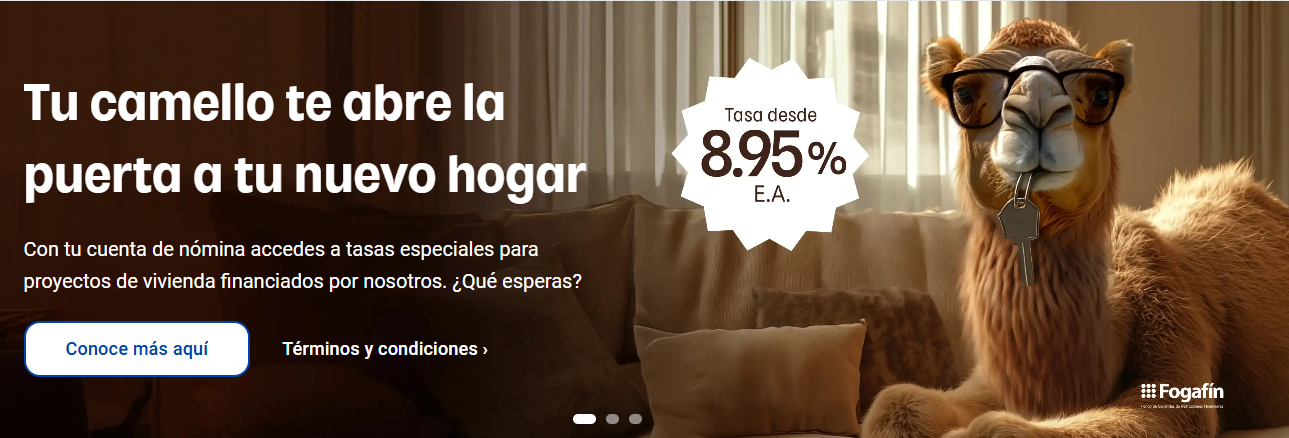 Tu camello te abre la
puerta a tu nuevo hogar
Con tu cuenta de nómina accedes a tasas especiales para
proyectos de vivienda financiados por nosotros. ¿Qué esperas?
Conoce más aquí
Términos y condiciones ›
Tasa desde
8.95%
E.A.
Fogafín